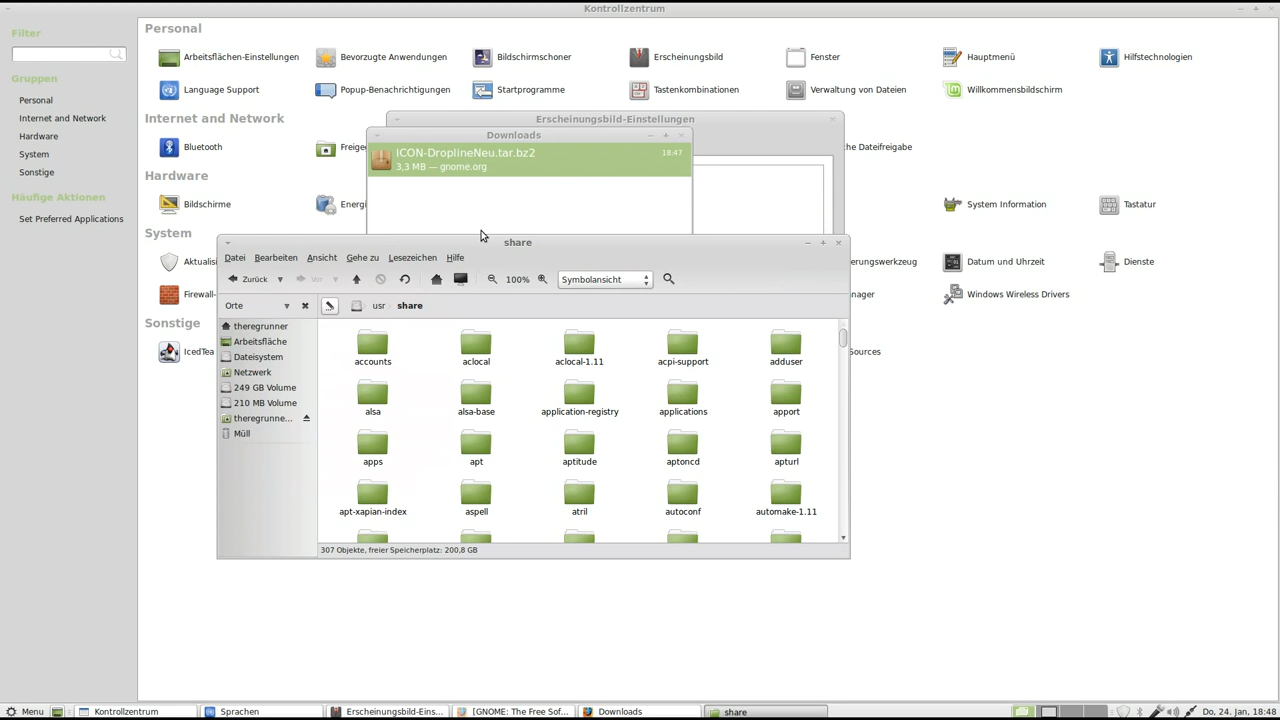 Kontrollzentrum
Filter
Gruppen
Personal
Internet and Network
Hardware
System
Sonstige
Häufige Aktionen
Set Preferred Applications
Personal
Arbeitsflächen-Einstellungen
Bevorzugte Anwendungen
Bildschirmschoner
Erscheinungsbild
Fenster
Hauptmenü
Hilfstechnologien
Language Support
Popup-Benachrichtigungen
Startprogramme
Tastenkombinationen
Verwaltung von Dateien
Willkommensbildschirm
Internet and Network
Bluetooth
Freige
che Dateifreigabe
Hardware
Bildschirme
Energi
System Information
Tastatur
System
Aktualisi
erungswerkzeug
Datum und Uhrzeit
Dienste
Firewall-
nager
Windows Wireless Drivers
Sonstige
IcedTea
Sources
Erscheinungsbild-Einstellungen
Downloads
ICON-DroplineNeu.tar.bz2
18:47
3,3 MB — gnome.org
share
Datei Bearbeiten Ansicht Gehe zu Lesezeichen Hilfe
Zurück Vor 100% Symbolansicht
Orte usr share
theregrunner
Arbeitsfläche
Dateisystem
Netzwerk
249 GB Volume
210 MB Volume
theregrunne...
Müll
accounts aclocal aclocal-1.11 acpi-support adduser
alsa alsa-base application-registry applications apport
apps apt aptitude aptoncd apturl
apt-xapian-index aspell atril autoconf automake-1.11
307 Objekte, freier Speicherplatz: 200,8 GB
Menu Kontrollzentrum Sprachen Erscheinungsbild-Eins... [GNOME: The Free Sof... Downloads share Do, 24. Jan, 18:48